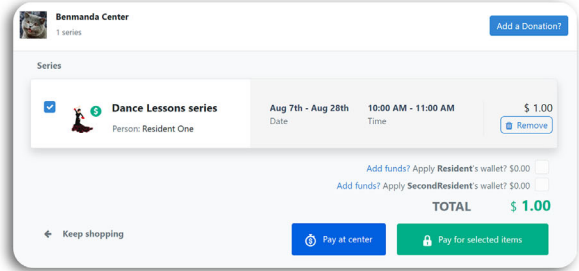 Benmanda Center
1 series
Add a Donation?
Series
Dance Lessons series
Person: Resident One
Aug 7th - Aug 28th
Date
10:00 AM - 11:00 AM
Time
$ 1.00
Remove
Add funds? Apply Resident's wallet? $0.00
Add funds? Apply SecondResident's wallet? $0.00
TOTAL $ 1.00
Keep shopping
Pay at center
Pay for selected items